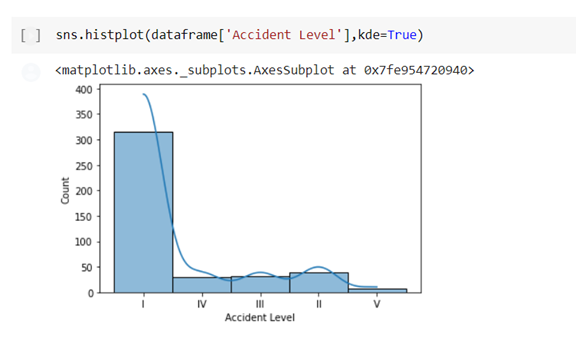 [ ] sns.histplot(dataframe['Accident Level'],kde=True)
<matplotlib.axes._subplots.AxesSubplot at 0x7fe954720940>
400
350
300
250
200
150
100
50
0
Count
I IV III II V
Accident Level